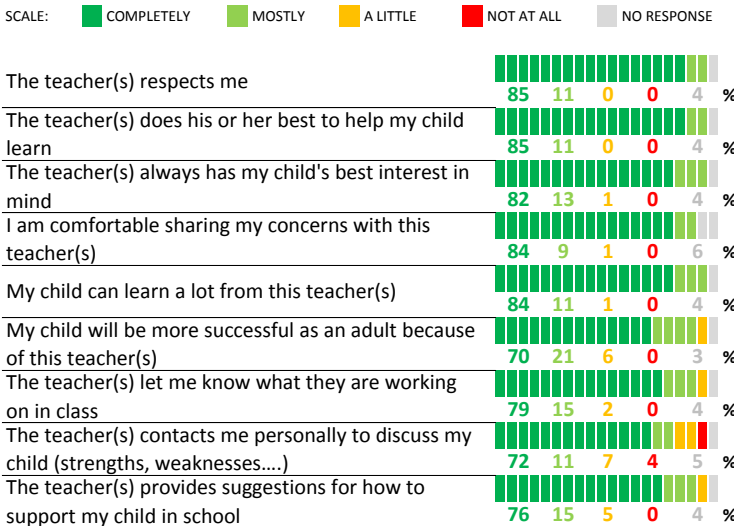 SCALE: COMPLETELY MOSTLY A LITTLE NOT AT ALL NO RESPONSE
The teacher(s) respects me
85 11 0 0 4 %
The teacher(s) does his or her best to help my child
learn
85 11 0 0 4 %
The teacher(s) always has my child's best interest in
mind
82 13 1 0 4 %
I am comfortable sharing my concerns with this
teacher(s)
84 9 1 0 6 %
My child can learn a lot from this teacher(s)
84 11 1 0 4 %
My child will be more successful as an adult because
of this teacher(s)
70 21 6 0 3 %
The teacher(s) let me know what they are working
on in class
79 15 2 0 4 %
The teacher(s) contacts me personally to discuss my
child (strengths, weaknesses....)
72 11 7 4 5 %
The teacher(s) provides suggestions for how to
support my child in school
76 15 5 0 4 %